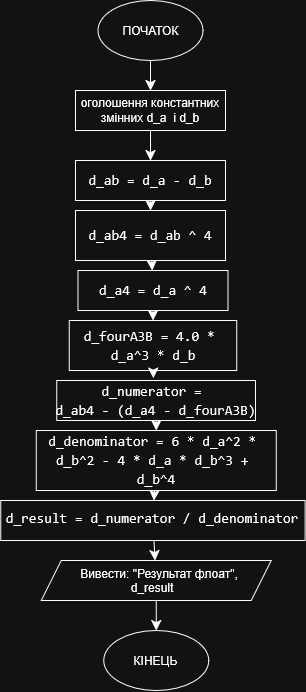 ПОЧАТОК
оголошення константних
змінних d_a і d_b
d_ab = d_a - d_b
d_ab4 = d_ab ^ 4
d_a4 = d_a ^ 4
d_fourA3B = 4.0 *
d_a^3 * d_b
d_numerator =
d_ab4 - (d_a4 - d_fourA3B)
d_denominator = 6 * d_a^2 *
d_b^2 - 4 * d_a * d_b^3 +
d_b^4
d_result = d_numerator / d_denominator
Вивести: "Результат флоат",
d_result
КІНЕЦЬ